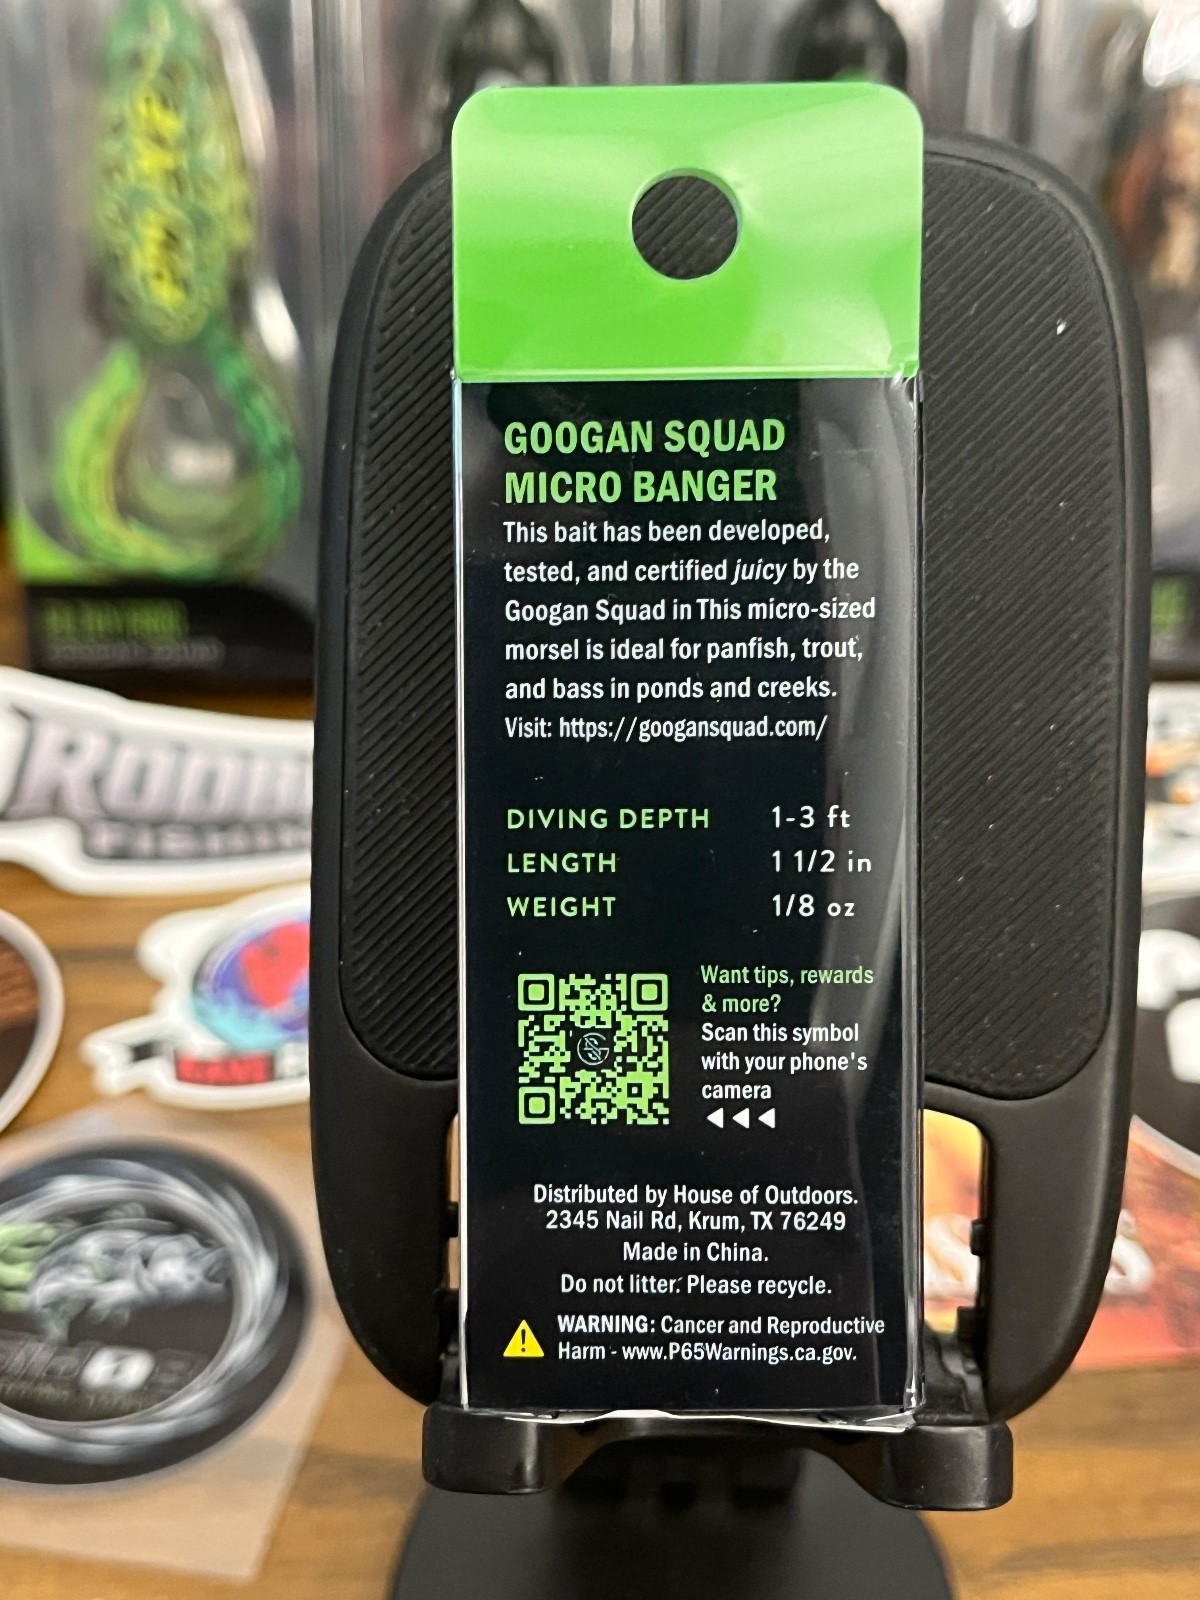 GOOGAN SQUAD
MICRO BANGER
This bait has been developed,
tested, and certified juicy by the
Googan Squad in This micro-sized
morsel is ideal for panfish, trout,
and bass in ponds and creeks.
Visit: https://googansquad.com/
DIVING DEPTH 1-3 ft
LENGTH 1 1/2 in
WEIGHT 1/8 oz
Want tips, rewards
& more?
Scan this symbol
with your phone's
camera
Distributed by House of Outdoors.
2345 Nail Rd, Krum, TX 76249
Made in China.
Do not litter. Please recycle.
WARNING: Cancer and Reproductive
Harm - www.P65Warnings.ca.gov.